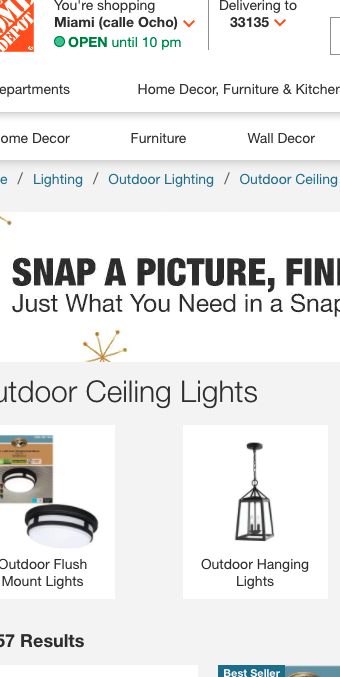 You're shopping
Delivering to
Miami (calle Ocho)
33135
OPEN until 10 pm
epartments
Home Decor, Furniture & Kitchen
ome Decor
Furniture
Wall Decor
e / Lighting / Outdoor Lighting / Outdoor Ceiling
SNAP A PICTURE, FIN
Just What You Need in a Snap
utdoor Ceiling Lights
Outdoor Flush
Mount Lights
Outdoor Hanging
Lights
57 Results
Best Seller